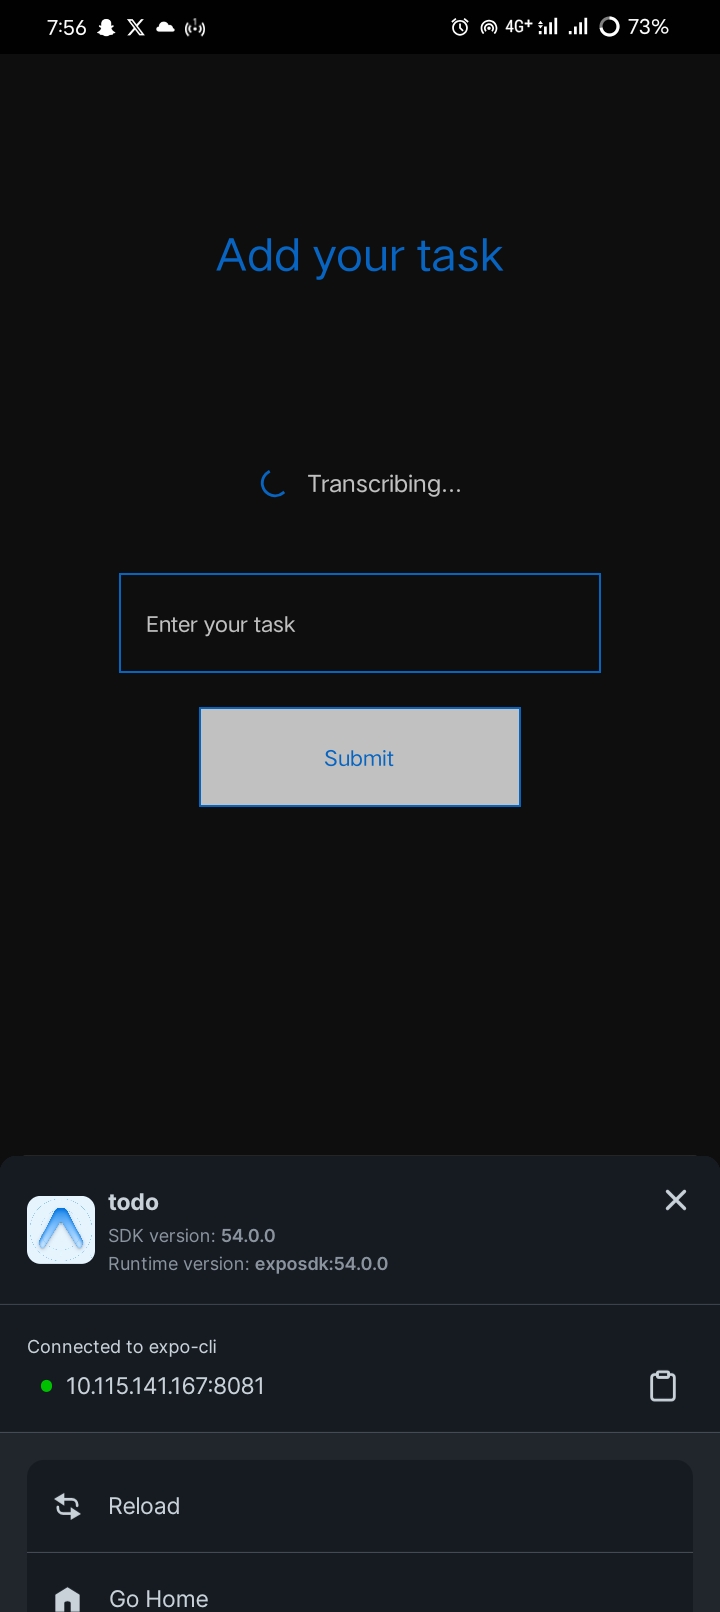 7:56 4G+ 73%
Add your task
Transcribing...
Enter your task
Submit
todo
SDK version: 54.0.0
Runtime version: exposdk:54.0.0
Connected to expo-cli
10.115.141.167:8081
Reload
Go Home